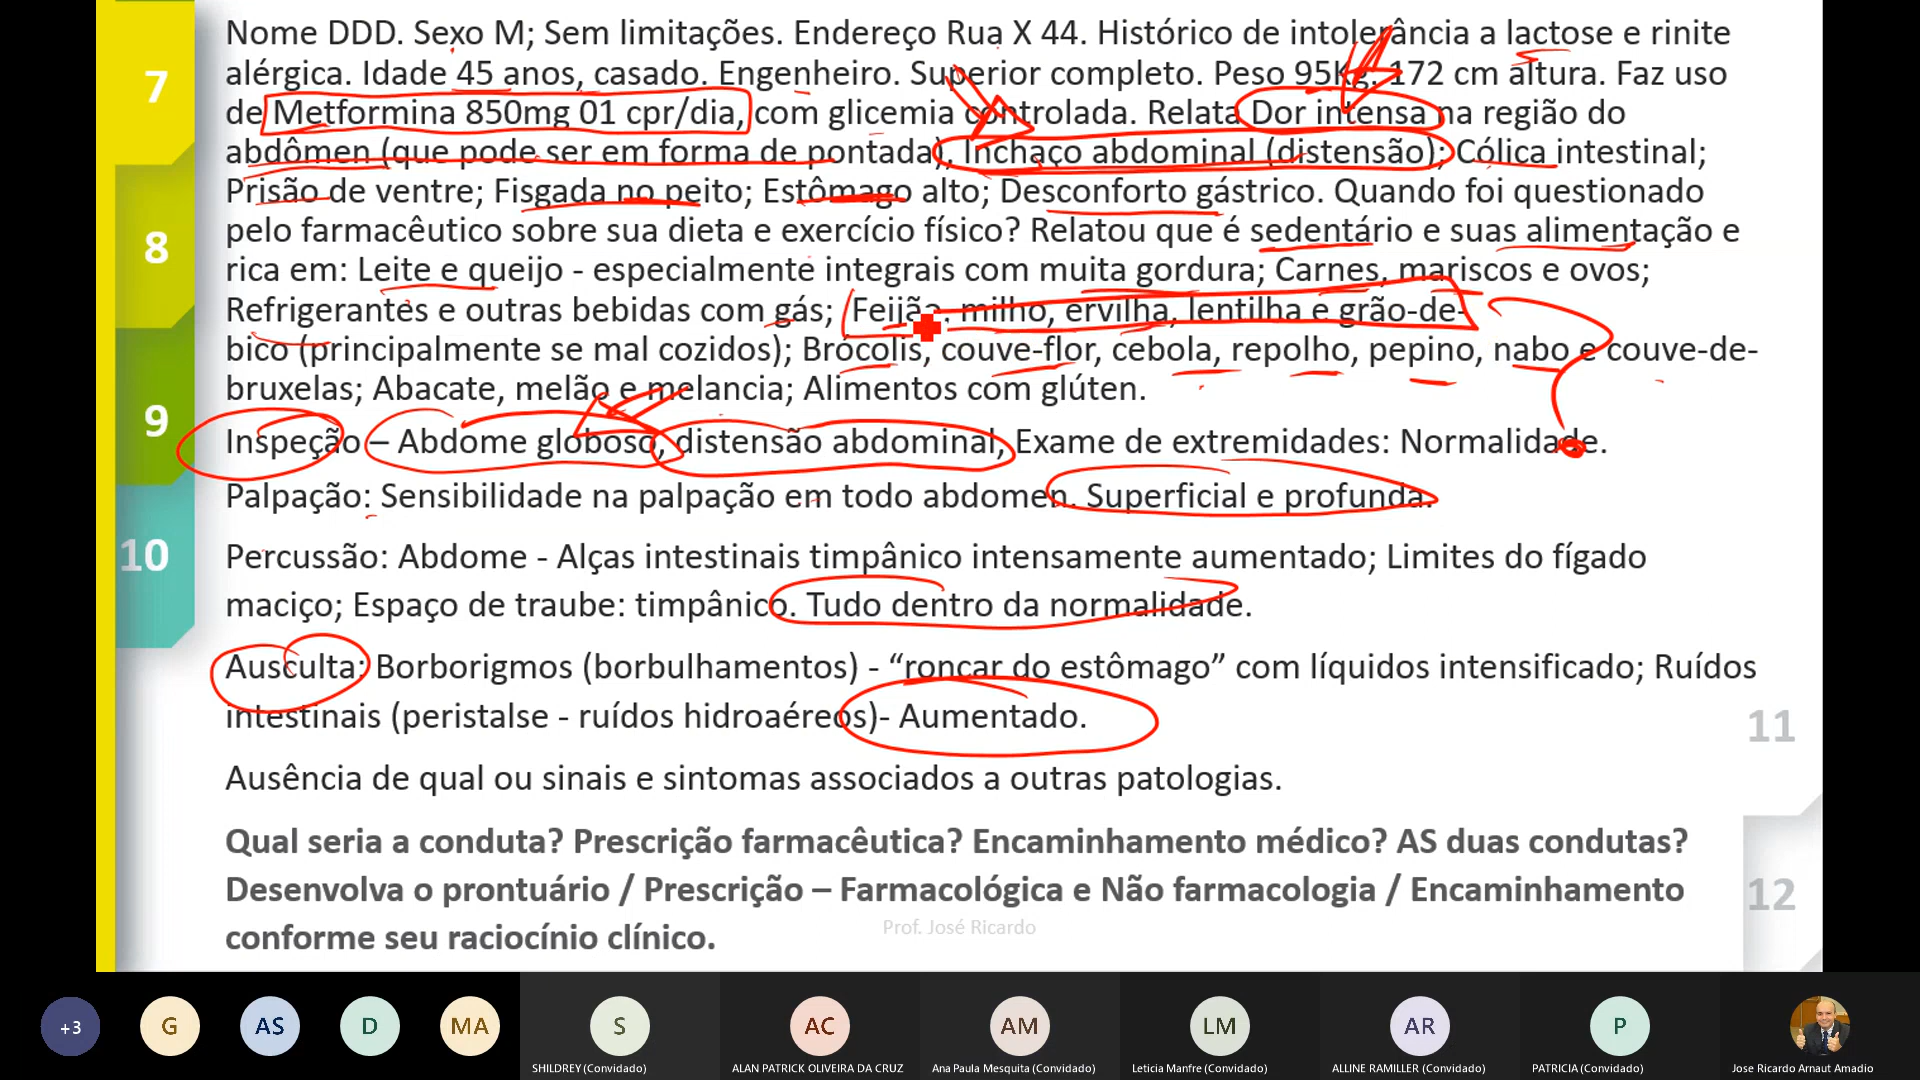 Nome DDD. Sexo M; Sem limitações. Endereço Rua X 44. Histórico de intolerância a lactose e rinite
7
alérgica. Idade 45 anos, casado. Engenheiro. Superior completo. Peso 95Kg. 172 cm altura. Faz uso
de Metformina 850mg 01 cpr/dia, com glicemia controlada. Relata Dor intensa na região do
abdômen (que pode ser em forma de pontada), Inchaço abdominal (distensão); Cólica intestinal;
Prisão de ventre; Fisgada no peito; Estômago alto; Desconforto gástrico. Quando foi questionado
pelo farmacêutico sobre sua dieta e exercício físico? Relatou que é sedentário e suas alimentação e
8
rica em: Leite e queijo - especialmente integrais com muita gordura; Carnes, mariscos e ovos;
Refrigerantes e outras bebidas com gás; Feijão, milho, ervilha, lentilha e grão-de-
bico (principalmente se mal cozidos); Brócolis, couve-flor, cebola, repolho, pepino, nabo e couve-de-
bruxelas; Abacate, melão e melancia; Alimentos com glúten.
9
Inspeção – Abdome globoso, distensão abdominal, Exame de extremidades: Normalidade.
Palpação: Sensibilidade na palpação em todo abdomen. Superficial e profunda.
10
Percussão: Abdome - Alças intestinais timpânico intensamente aumentado; Limites do fígado
maciço; Espaço de traube: timpânico. Tudo dentro da normalidade.
Ausculta: Borborigmos (borbulhamentos) - “roncar do estômago” com líquidos intensificado; Ruídos
intestinais (peristalse - ruídos hidroaéreos)- Aumentado.
11
Ausência de qual ou sinais e sintomas associados a outras patologias.
Qual seria a conduta? Prescrição farmacêutica? Encaminhamento médico? AS duas condutas?
Desenvolva o prontuário / Prescrição – Farmacológica e Não farmacologia / Encaminhamento
12
conforme seu raciocínio clínico.
Prof. José Ricardo
+3 G AS D MA S AC AM LM AR P
SHILDREY (Convidado) ALAN PATRICK OLIVEIRA DA CRUZ Ana Paula Mesquita (Convidado) Leticia Manfre (Convidado) ALLINE RAMILLER (Convidado) PATRICIA (Convidado) Jose Ricardo Arnaut Amadio